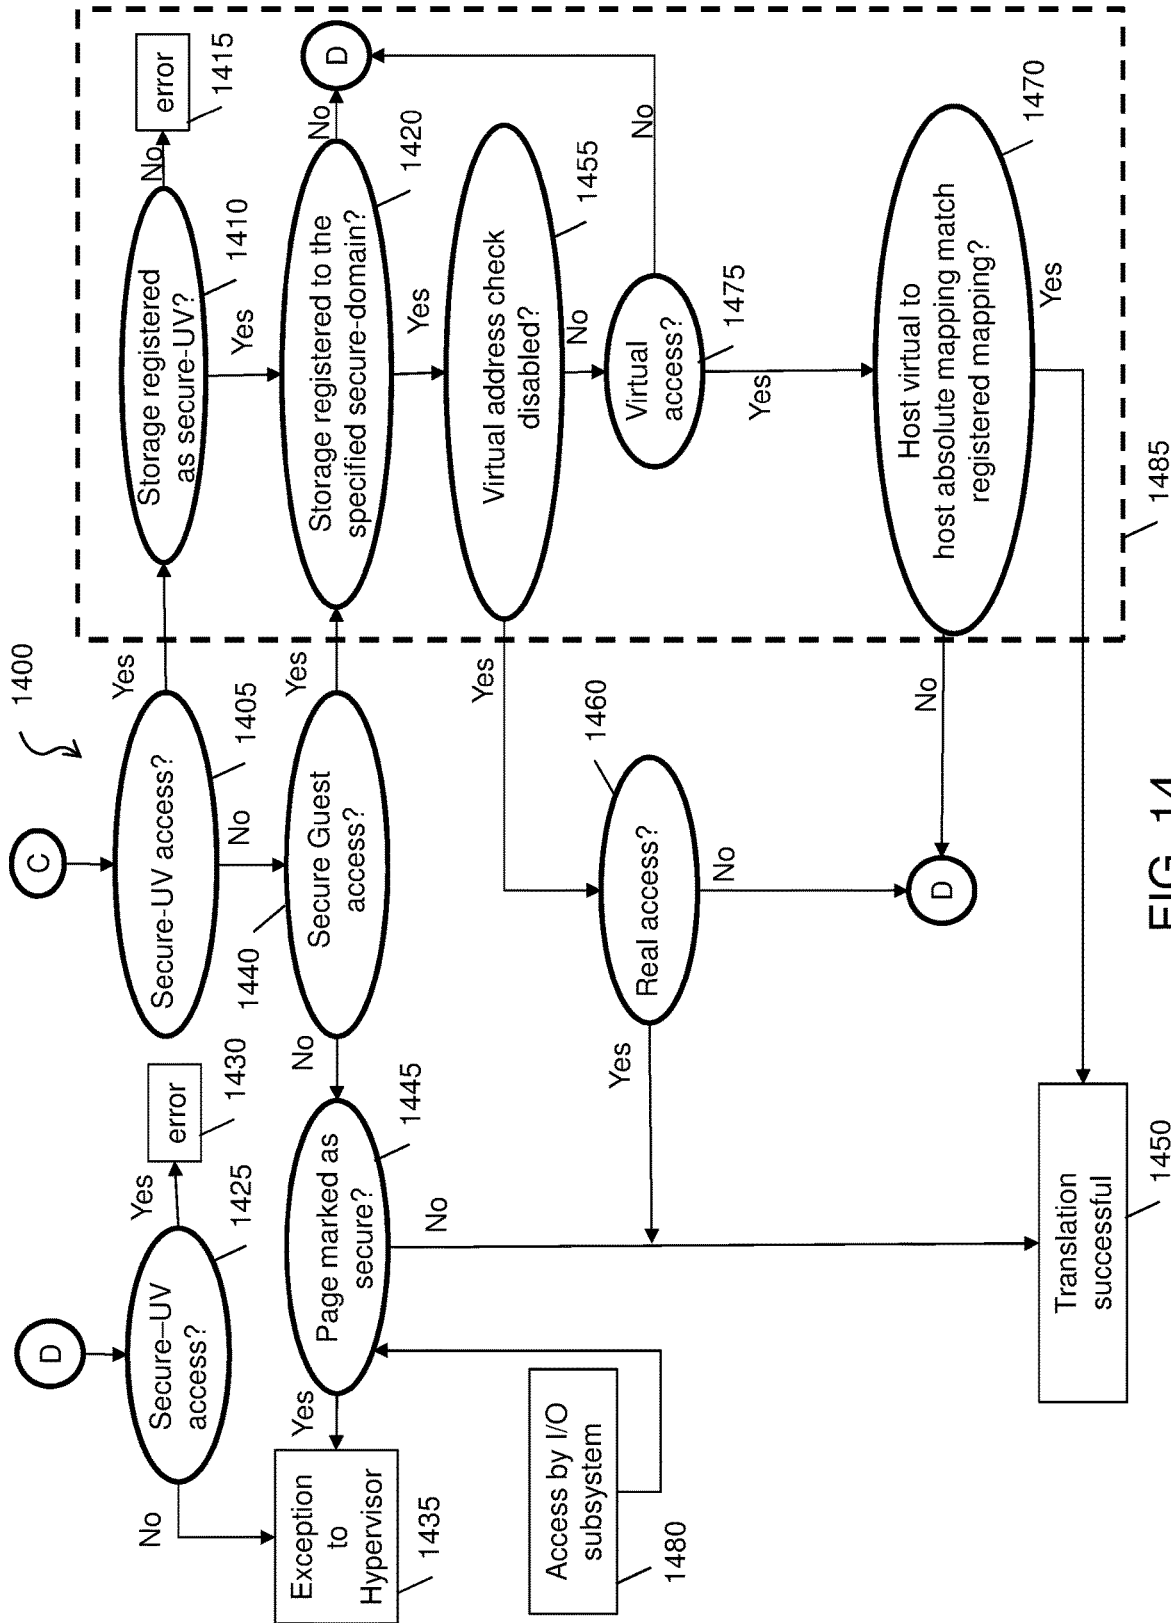 D
C
1400
Secure–UV
access?
Yes
error
1430
1425
No
Secure-UV access?
1405
Yes
Storage registered
as secure-UV?
No
error
1415
1410
No
Yes
Exception
to
Hypervisor
1435
Yes
Page marked as
secure?
1445
No
1440
Secure Guest
access?
Yes
Storage registered to the
specified secure-domain?
No
D
1420
No
Yes
Access by I/O
subsystem
1480
Yes
Virtual address check
disabled?
1455
No
Yes
Real access?
1460
No
Virtual
access?
1475
No
Yes
D
No
Host virtual to
host absolute mapping match
registered mapping?
1470
Yes
Translation
successful
1450
1485
FIG. 14